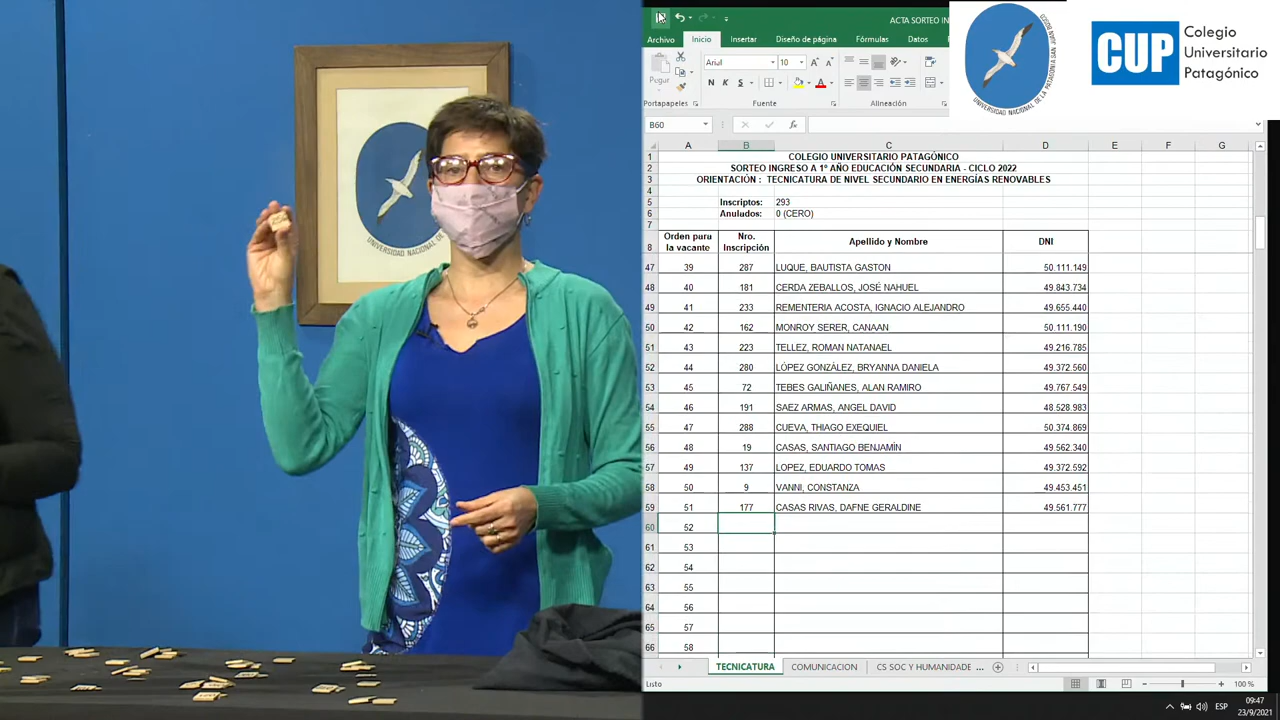 ACTA SORTEO IN
Archivo Inicio Insertar Diseño de página Fórmulas Datos
Pegar
Arial 10
N K S
Portapapeles Fuente Alineación
UNIVERSIDAD NACIONAL DE LA PATAGONIA SAN JUAN BOSCO
CUP
Colegio
Universitario
Patagónico
B60 fx
A B C D E F G
1 COLEGIO UNIVERSITARIO PATAGÓNICO
2 SORTEO INGRESO A 1º AÑO EDUCACIÓN SECUNDARIA - CICLO 2022
3 ORIENTACIÓN : TECNICATURA DE NIVEL SECUNDARIO EN ENERGÍAS RENOVABLES
4
5 Inscriptos: 293
6 Anulados: 0 (CERO)
7
8 Orden para la vacante Nro. Inscripción Apellido y Nombre DNI
47 39 287 LUQUE, BAUTISTA GASTON 50.111.149
48 40 181 CERDA ZEBALLOS, JOSÉ NAHUEL 49.843.734
49 41 233 REMENTERIA ACOSTA, IGNACIO ALEJANDRO 49.655.440
50 42 162 MONROY SERER, CANAAN 50.111.190
51 43 223 TELLEZ, ROMAN NATANAEL 49.216.785
52 44 280 LÓPEZ GONZÁLEZ, BRYANNA DANIELA 49.372.560
53 45 72 TEBES GALIÑANES, ALAN RAMIRO 49.767.549
54 46 191 SAEZ ARMAS, ANGEL DAVID 48.528.983
55 47 288 CUEVA, THIAGO EXEQUIEL 50.374.869
56 48 19 CASAS, SANTIAGO BENJAMÍN 49.562.340
57 49 137 LOPEZ, EDUARDO TOMAS 49.372.592
58 50 9 VANNI, CONSTANZA 49.453.451
59 51 177 CASAS RIVAS, DAFNE GERALDINE 49.561.777
60 52
61 53
62 54
63 55
64 56
65 57
66 58
TECNICATURA COMUNICACION CS SOC Y HUMANIDADE ...
Listo 100 %
ESP 09:47
23/9/2021